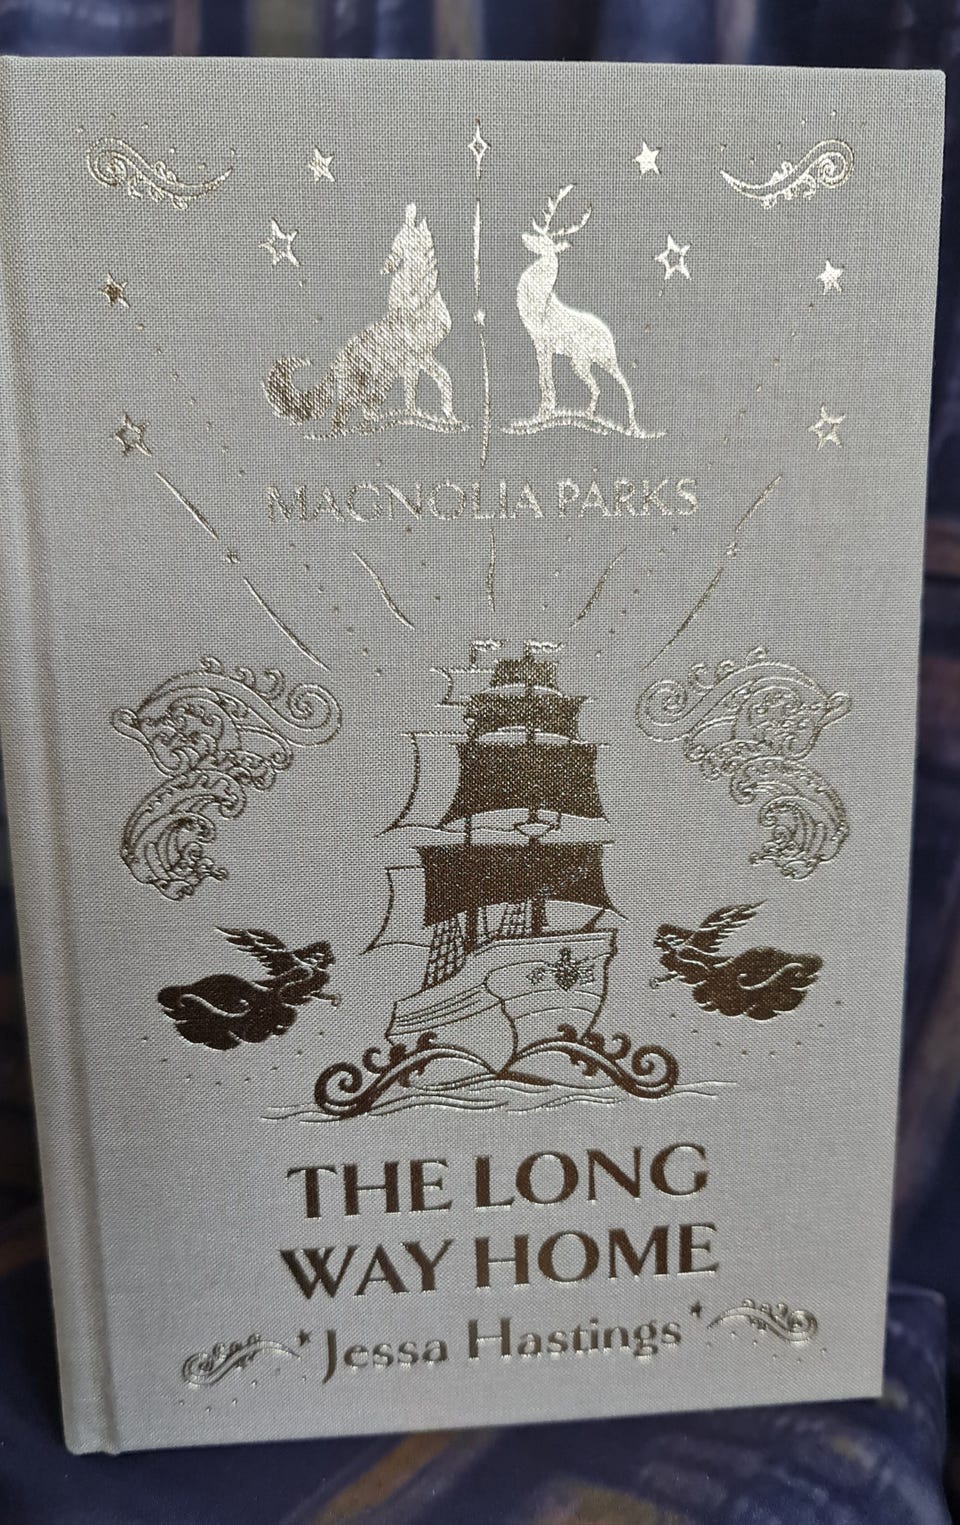 MAGNOLIA PARKS
THE LONG
WAY HOME
Jessa Hastings